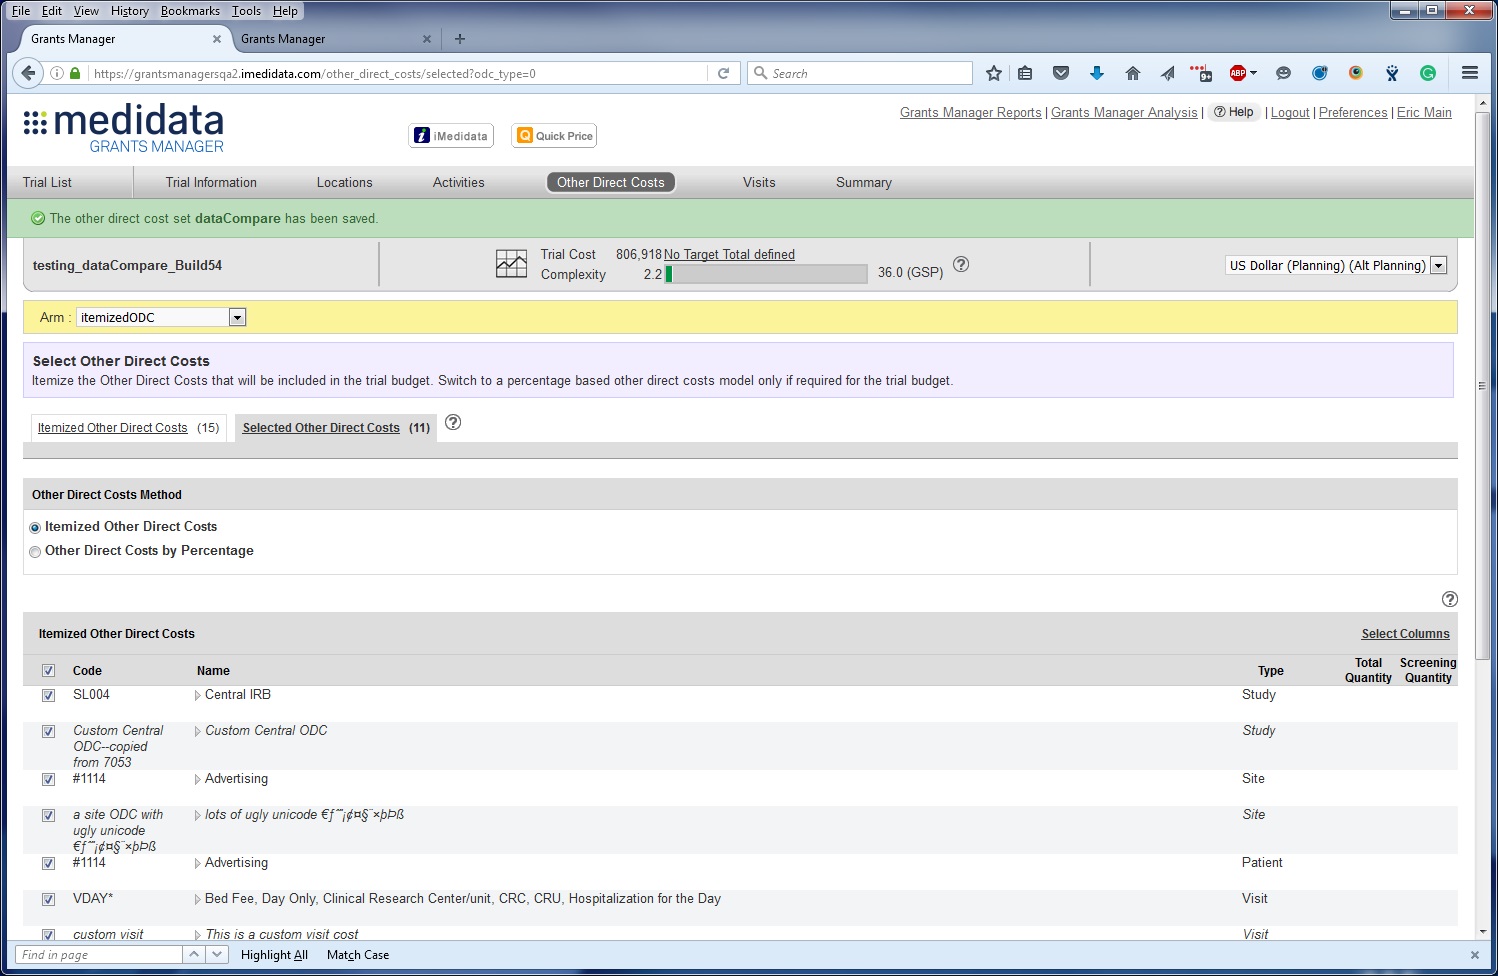 File Edit View History Bookmarks Tools Help
Grants Manager × Grants Manager × +
https://grantsmanagersqa2.imedidata.com/other_direct_costs/selected?odc_type=0 Search 9+ ABP
medidata
GRANTS MANAGER
iMedidata Q Quick Price
Grants Manager Reports | Grants Manager Analysis | ? Help | Logout | Preferences | Eric Main
Trial List Trial Information Locations Activities Other Direct Costs Visits Summary
The other direct cost set dataCompare has been saved.
testing_dataCompare_Build54
Trial Cost 806,918 No Target Total defined
Complexity 2.2 36.0 (GSP) ?
US Dollar (Planning) (Alt Planning)
Arm : itemizedODC
Select Other Direct Costs
Itemize the Other Direct Costs that will be included in the trial budget. Switch to a percentage based other direct costs model only if required for the trial budget.
Itemized Other Direct Costs (15) Selected Other Direct Costs (11) ?
Other Direct Costs Method
Itemized Other Direct Costs
Other Direct Costs by Percentage
?
Itemized Other Direct Costs Select Columns
Code Name Type Total Quantity Screening Quantity
SL004 Central IRB Study
Custom Central Custom Central ODC Study
ODC--copied
from 7053
#1114 Advertising Site
a site ODC with lots of ugly unicode €ƒˆ˜¡¢¤§¨×þÞß Site
ugly unicode
€ƒˆ˜¡¢¤§¨×þÞß
#1114 Advertising Patient
VDAY* Bed Fee, Day Only, Clinical Research Center/unit, CRC, CRU, Hospitalization for the Day Visit
custom visit This is a custom visit cost Visit
Find in page Highlight All Match Case ×